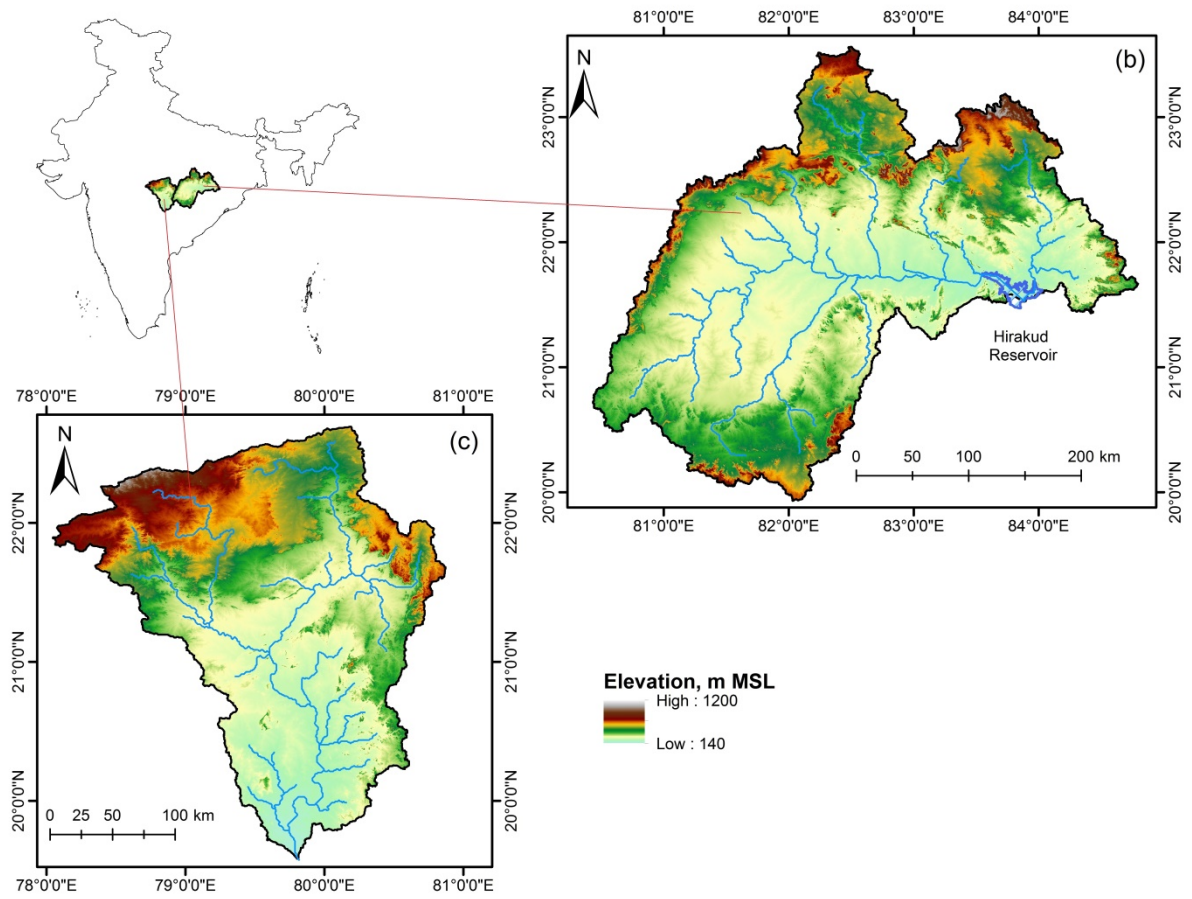 81°0'0"E 82°0'0"E 83°0'0"E 84°0'0"E
N
(b)
23°0'0"N
23°0'0"N
22°0'0"N
22°0'0"N
21°0'0"N
21°0'0"N
20°0'0"N
20°0'0"N
Hirakud
Reservoir
0 50 100 200 km
81°0'0"E 82°0'0"E 83°0'0"E 84°0'0"E
78°0'0"E 79°0'0"E 80°0'0"E 81°0'0"E
N
(c)
22°0'0"N
22°0'0"N
21°0'0"N
21°0'0"N
20°0'0"N
20°0'0"N
0 25 50 100 km
78°0'0"E 79°0'0"E 80°0'0"E 81°0'0"E
Elevation, m MSL
High : 1200
Low : 140